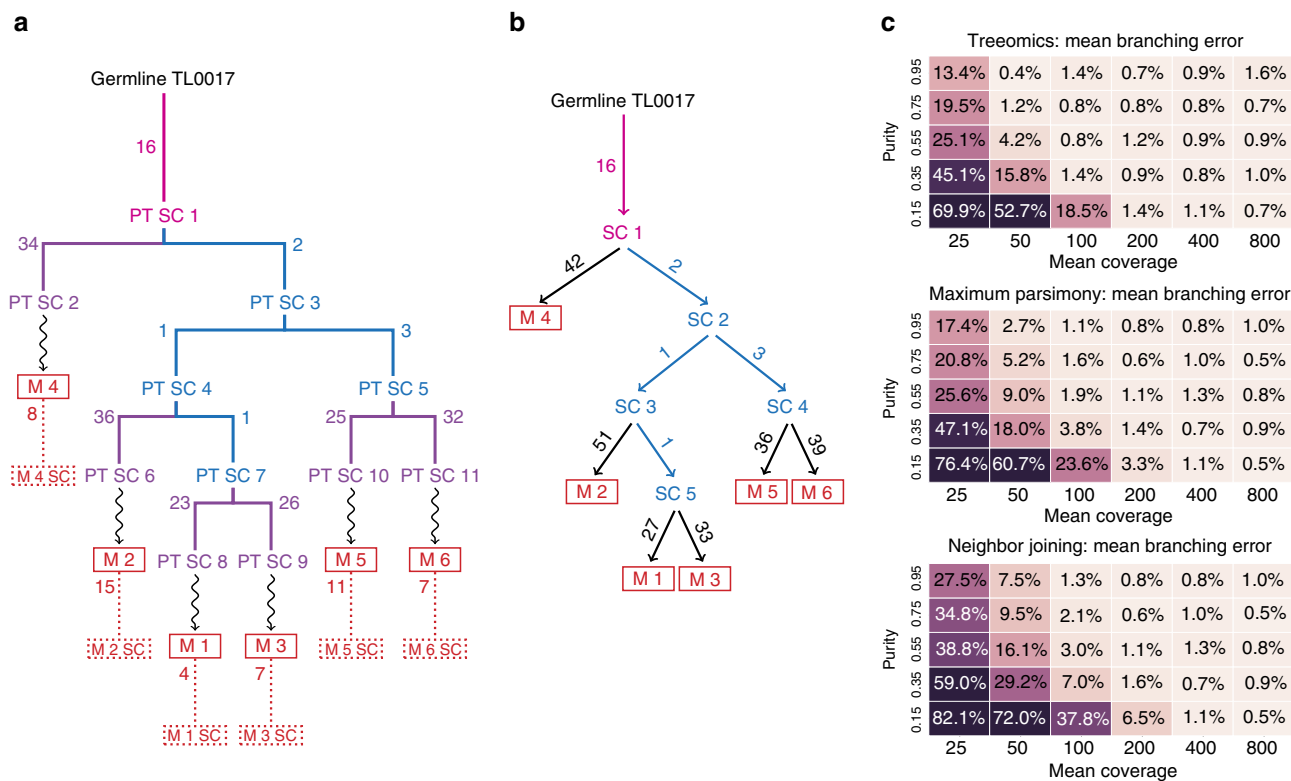 a
Germline TL0017
16
PT SC 1
34
2
PT SC 2
PT SC 3
1
3
M 4
PT SC 4
PT SC 5
8
36
1
25
32
M 4 SC
PT SC 6
PT SC 7
PT SC 10
PT SC 11
23
26
M 2
PT SC 8
PT SC 9
M 5
M 6
15
11
7
M 2 SC
M 1
M 3
M 5 SC
M 6 SC
4
7
M 1 SC
M 3 SC
b
Germline TL0017
16
SC 1
42
2
M 4
SC 2
1
3
SC 3
SC 4
51
1
36
39
M 2
SC 5
M 5
M 6
27
33
M 1
M 3
c
Treeomics: mean branching error
Purity
0.95 13.4% 0.4% 1.4% 0.7% 0.9% 1.6%
0.75 19.5% 1.2% 0.8% 0.8% 0.8% 0.7%
0.55 25.1% 4.2% 0.8% 1.2% 0.9% 0.9%
0.35 45.1% 15.8% 1.4% 0.9% 0.8% 1.0%
0.15 69.9% 52.7% 18.5% 1.4% 1.1% 0.7%
25 50 100 200 400 800
Mean coverage
Maximum parsimony: mean branching error
Purity
0.95 17.4% 2.7% 1.1% 0.8% 0.8% 1.0%
0.75 20.8% 5.2% 1.6% 0.6% 1.0% 0.5%
0.55 25.6% 9.0% 1.9% 1.1% 1.3% 0.8%
0.35 47.1% 18.0% 3.8% 1.4% 0.7% 0.9%
0.15 76.4% 60.7% 23.6% 3.3% 1.1% 0.5%
25 50 100 200 400 800
Mean coverage
Neighbor joining: mean branching error
Purity
0.95 27.5% 7.5% 1.3% 0.8% 0.8% 1.0%
0.75 34.8% 9.5% 2.1% 0.6% 1.0% 0.5%
0.55 38.8% 16.1% 3.0% 1.1% 1.3% 0.8%
0.35 59.0% 29.2% 7.0% 1.6% 0.7% 0.9%
0.15 82.1% 72.0% 37.8% 6.5% 1.1% 0.5%
25 50 100 200 400 800
Mean coverage